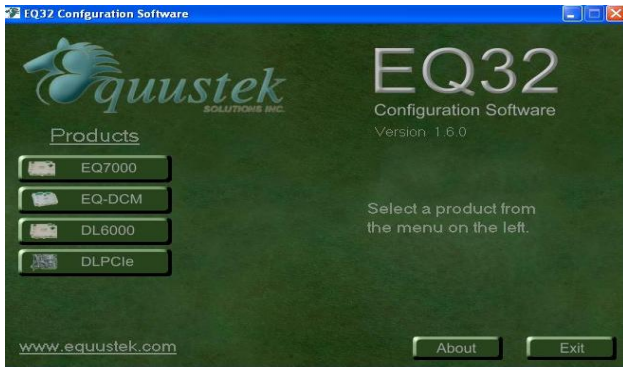 EQ32 Confguration Software
Equustek
SOLUTIONS INC.
EQ32
Configuration Software
Version 1.6.0
Products
EQ7000
EQ-DCM
DL6000
DLPCIe
Select a product from
the menu on the left.
www.equustek.com
About
Exit